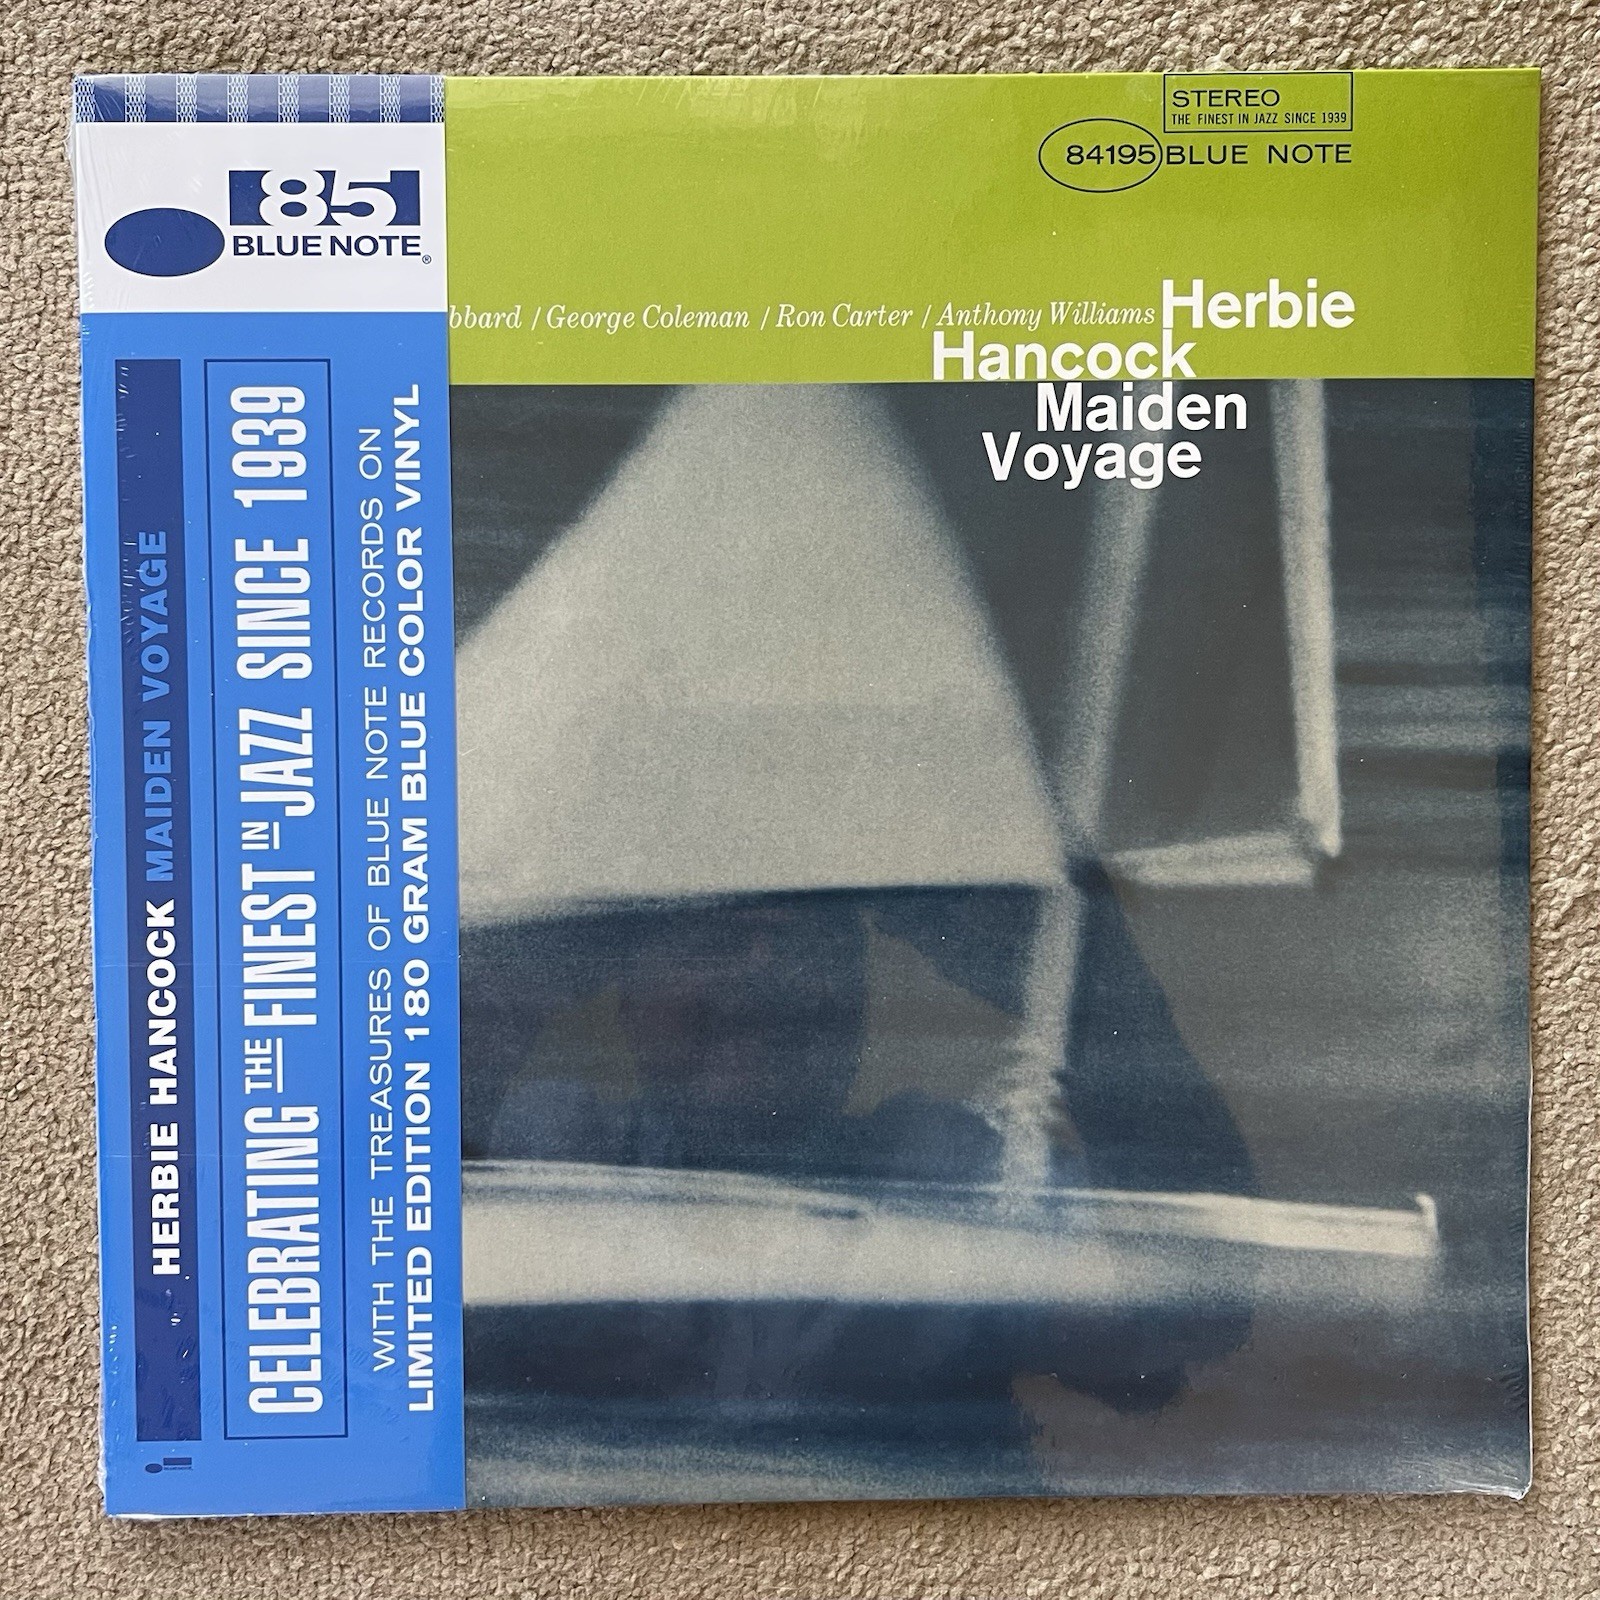 85
BLUE NOTE®
STEREO
THE FINEST IN JAZZ SINCE 1939
84195 BLUE NOTE
bbard / George Coleman / Ron Carter / Anthony Williams Herbie
Hancock
Maiden
Voyage
HERBIE HANCOCK MAIDEN VOYAGE
CELEBRATING THE FINEST IN JAZZ SINCE 1939
WITH THE TREASURES OF BLUE NOTE RECORDS ON
LIMITED EDITION 180 GRAM BLUE COLOR VINYL